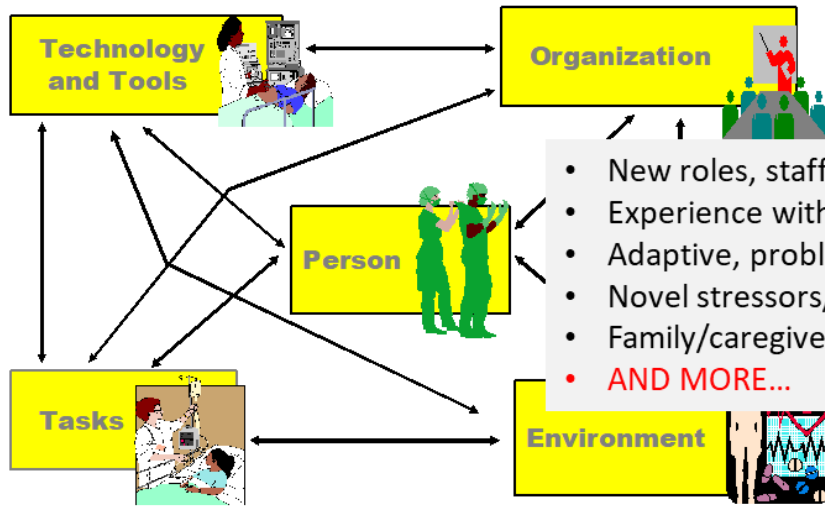 Technology
and Tools
Organization
• New roles, staff
• Experience with
• Adaptive, probl
• Novel stressors,
• Family/caregive
• AND MORE...
Person
Tasks
Environment